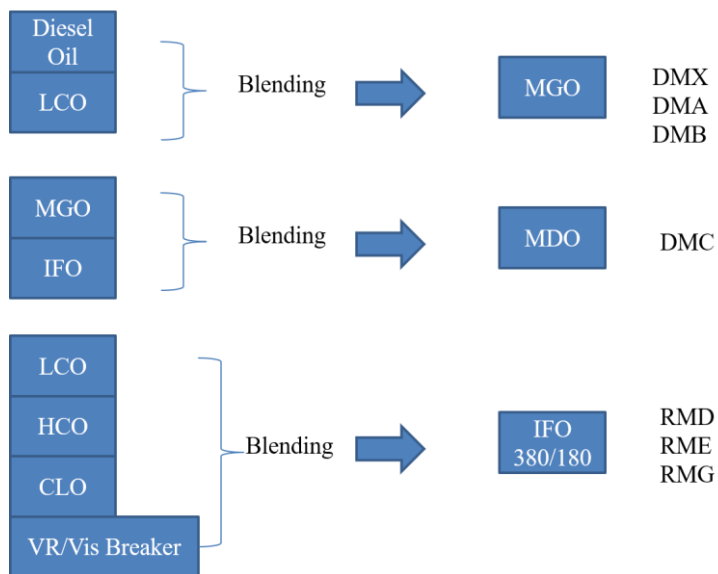 Diesel
Oil
LCO
Blending
MGO
DMX
DMA
DMB
MGO
IFO
Blending
MDO
DMC
LCO
HCO
CLO
VR/Vis Breaker
Blending
IFO
380/180
RMD
RME
RMG